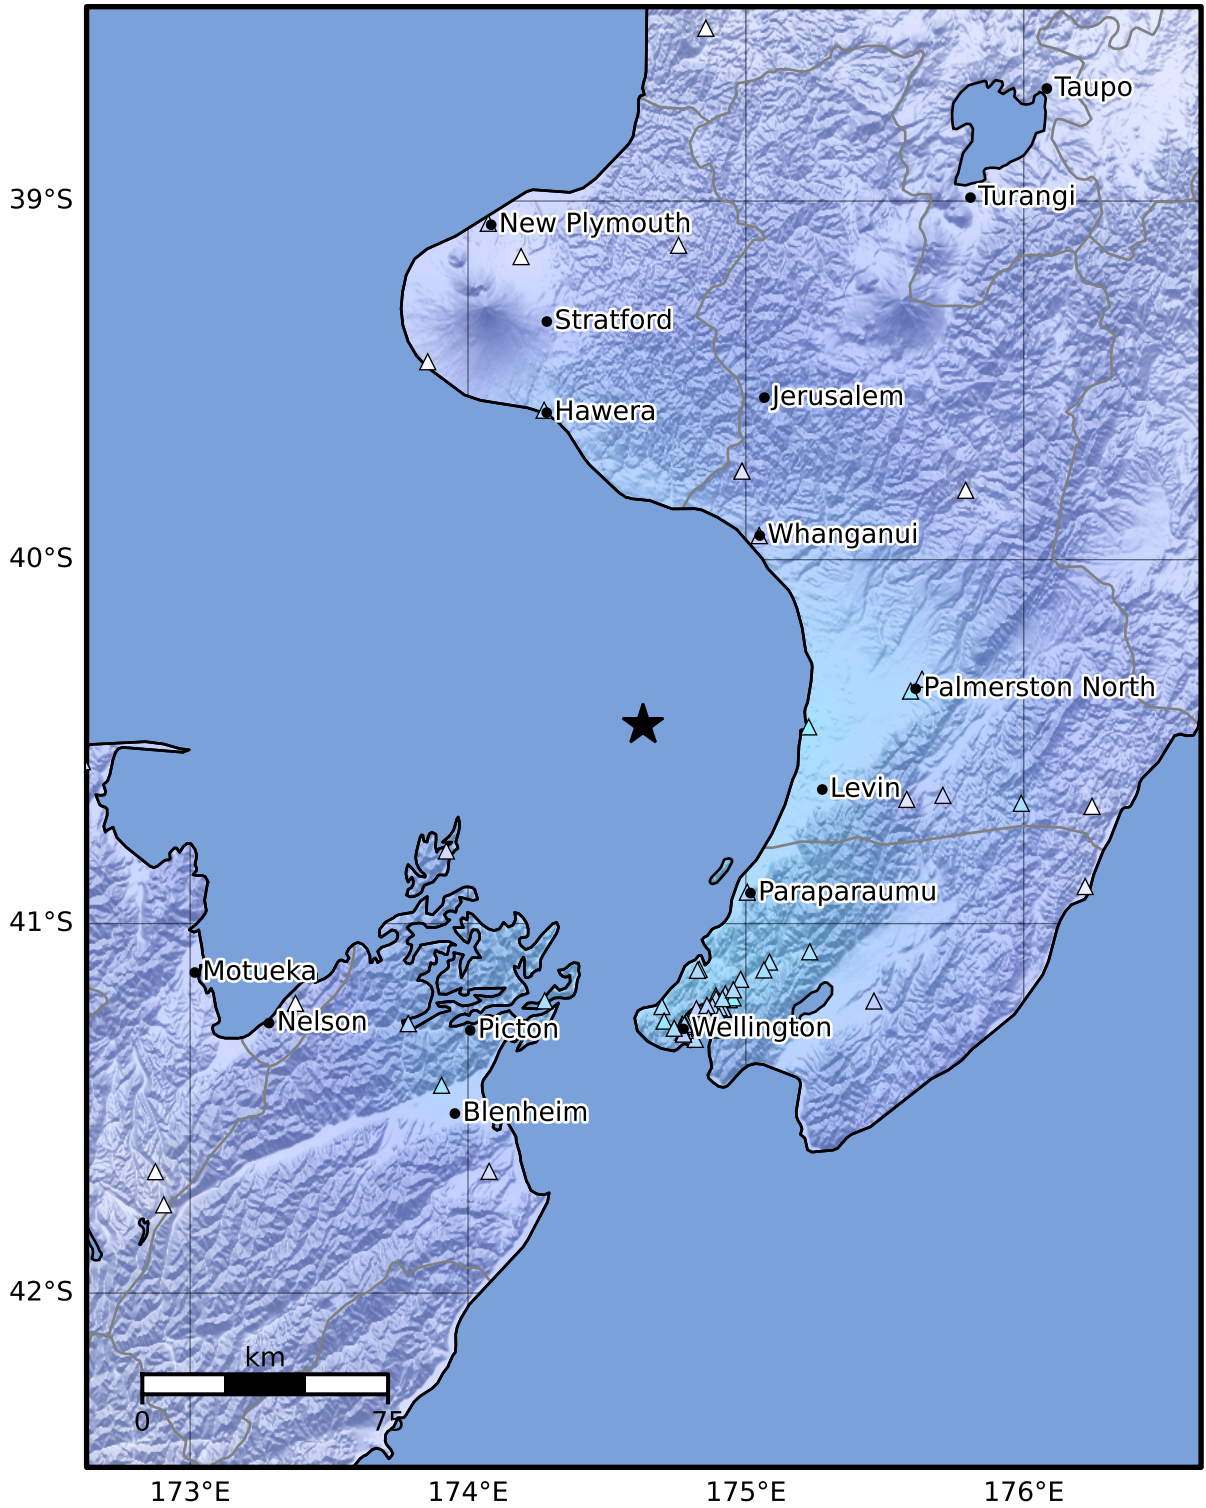 Taupo
39°S
Turangi
New Plymouth
Stratford
Jerusalem
Hawera
Whanganui
40°S
Palmerston North
Levin
Paraparaumu
41°S
Motueka
Nelson
Picton
Wellington
Blenheim
42°S
km
0
75
173°E
174°E
175°E
176°E